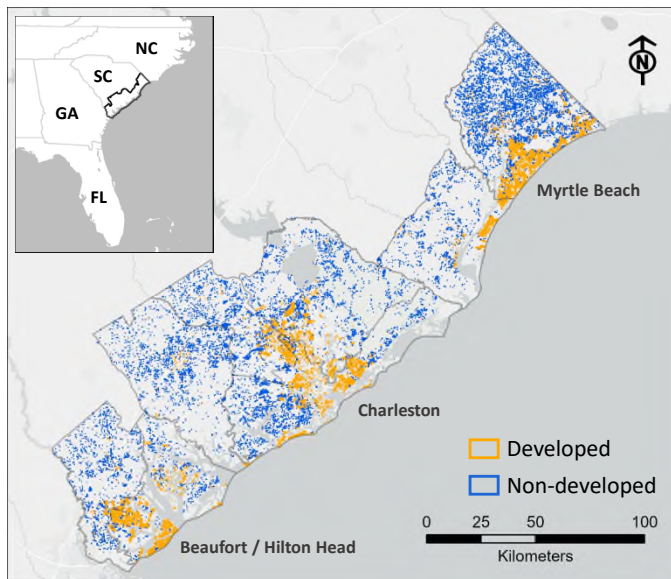 NC
SC
GA
FL
N
Myrtle Beach
Charleston
Developed
Non-developed
Beaufort / Hilton Head
0 25 50 100
Kilometers